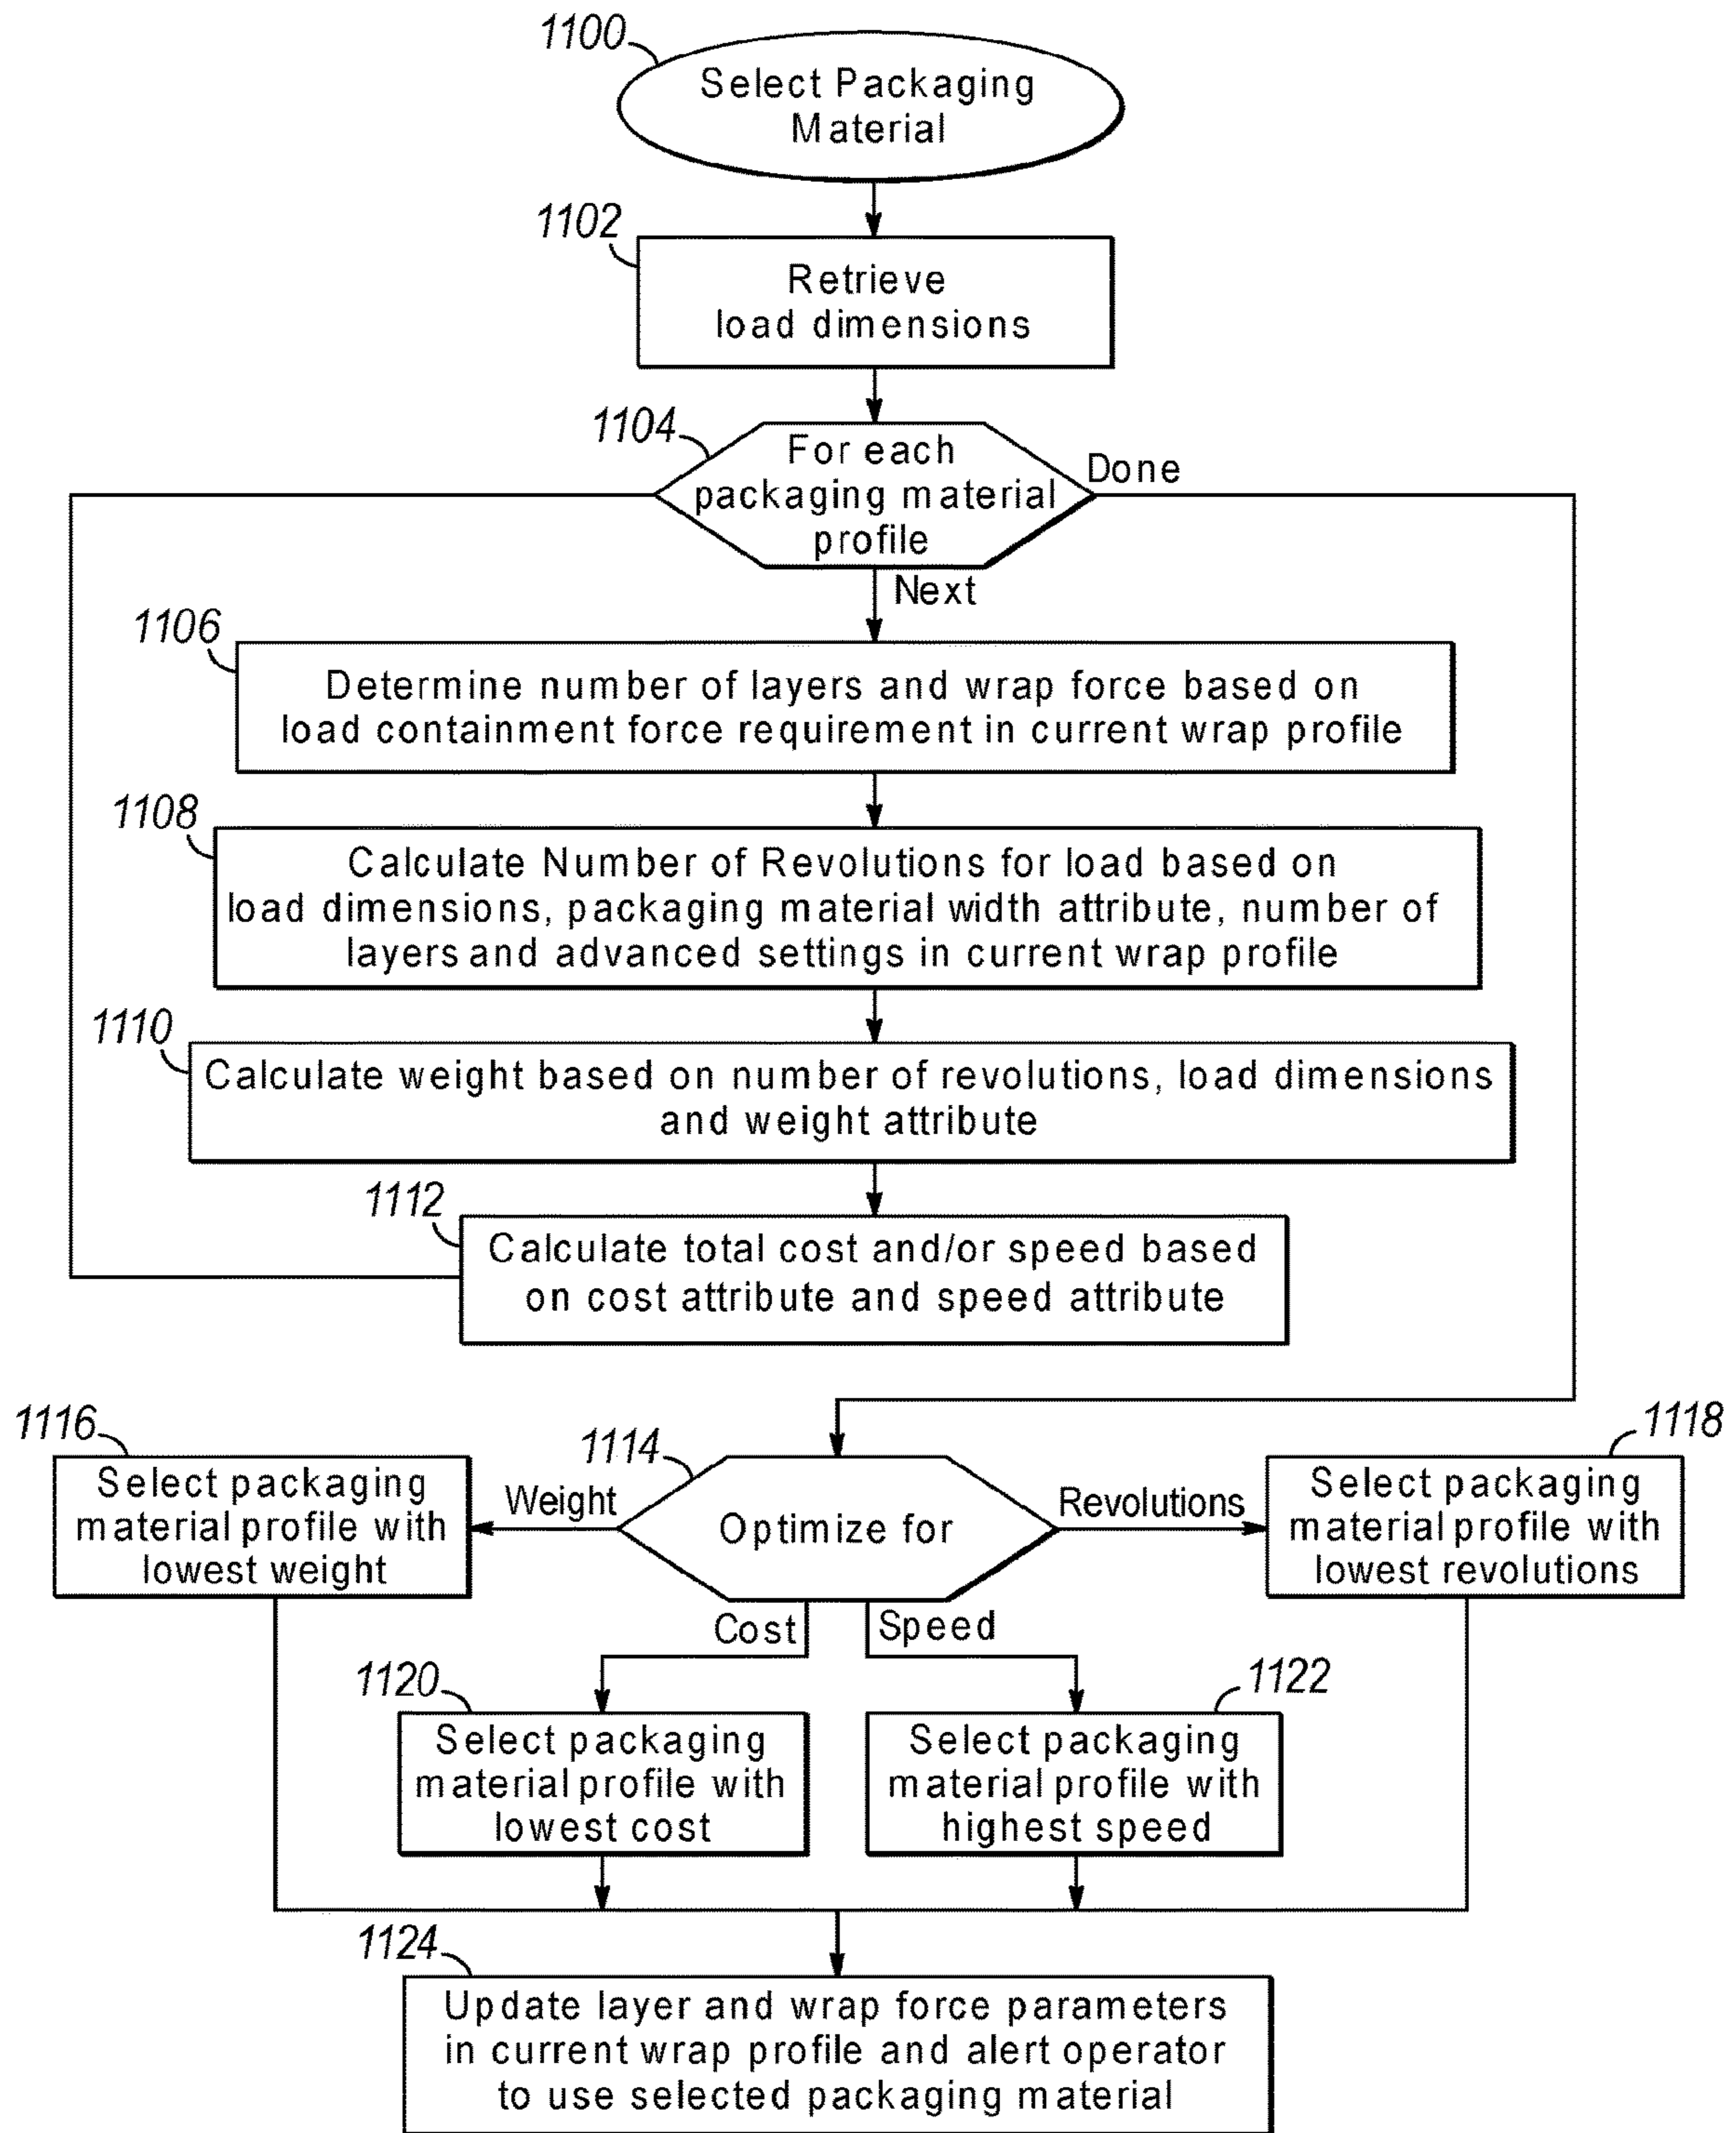 1100
Select Packaging
Material
1102
Retrieve
load dimensions
1104
For each
packaging material
profile
Done
Next
1106
Determine number of layers and wrap force based on
load containment force requirement in current wrap profile
1108
Calculate Number of Revolutions for load based on
load dimensions, packaging material width attribute, number of
layers and advanced settings in current wrap profile
1110
Calculate weight based on number of revolutions, load dimensions
and weight attribute
1112
Calculate total cost and/or speed based
on cost attribute and speed attribute
1116
Select packaging
material profile with
lowest weight
Weight
1114
Optimize for
Revolutions
1118
Select packaging
material profile with
lowest revolutions
Cost
Speed
1120
Select packaging
material profile with
lowest cost
1122
Select packaging
material profile with
highest speed
1124
Update layer and wrap force parameters
in current wrap profile and alert operator
to use selected packaging material